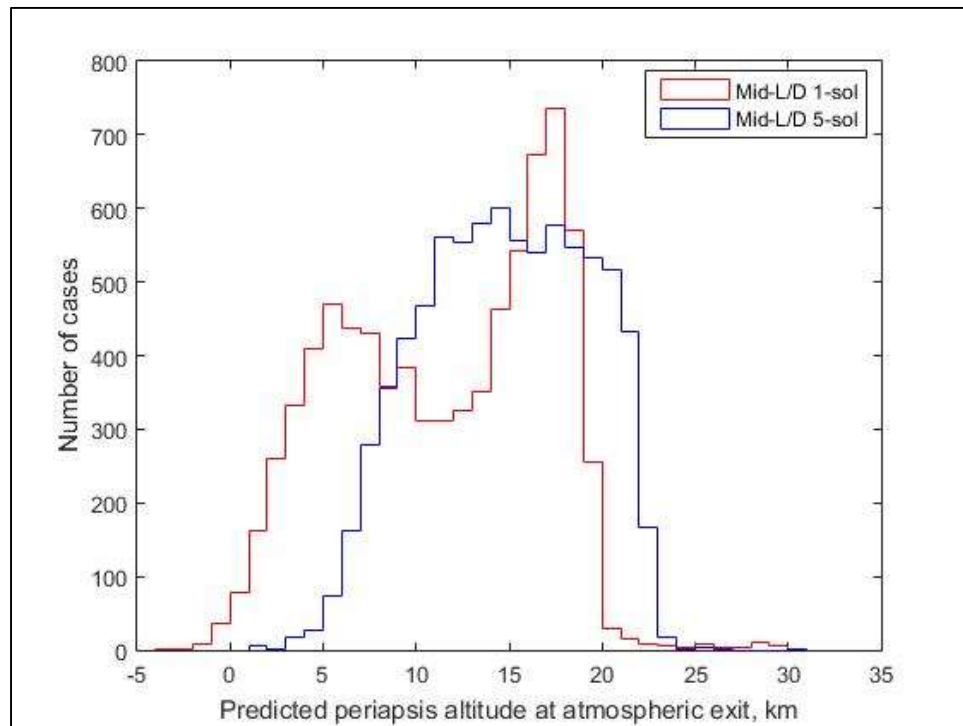 800
700
600
500
400
300
200
100
0
Number of cases
Mid-L/D 1-sol
Mid-L/D 5-sol
-5 0 5 10 15 20 25 30 35
Predicted periapsis altitude at atmospheric exit, km